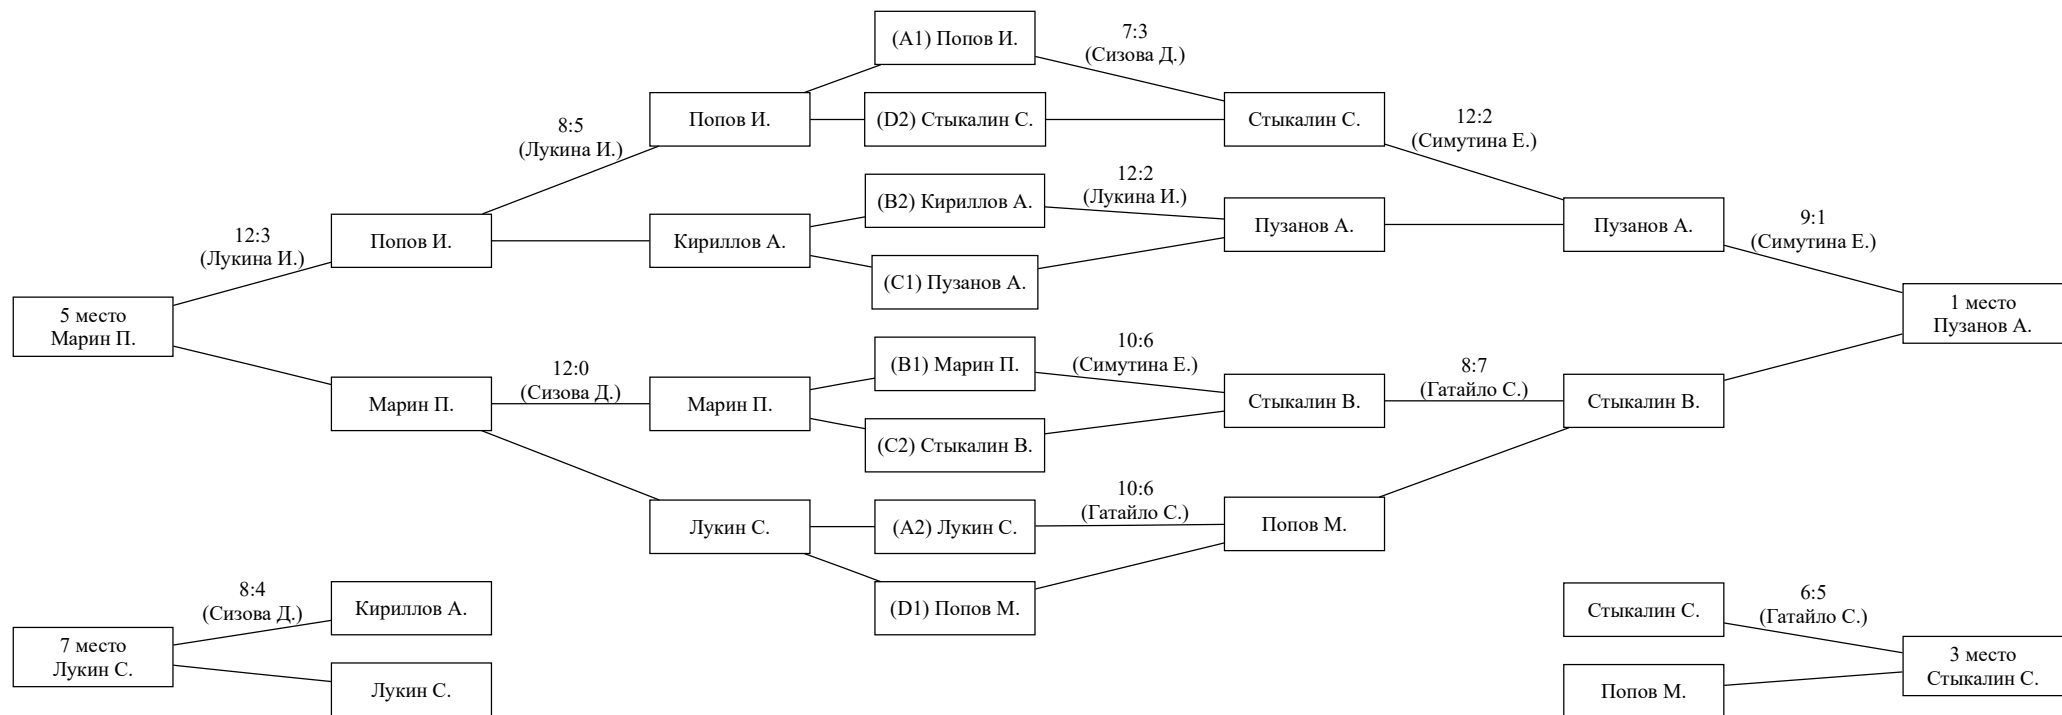 (A1) Попов И.
7:3
(Сизова Д.)
8:5
(Лукина И.)
Попов И.
(D2) Стыкалин С.
Стыкалин С.
12:2
(Симутина Е.)
12:3
(Лукина И.)
Попов И.
Кириллов А.
(B2) Кириллов А.
12:2
(Лукина И.)
(C1) Пузанов А.
Пузанов А.
Пузанов А.
9:1
(Симутина Е.)
5 место
Марин П.
1 место
Пузанов А.
Марин П.
12:0
(Сизова Д.)
Марин П.
(B1) Марин П.
10:6
(Симутина Е.)
(C2) Стыкалин В.
Стыкалин В.
8:7
(Гатайло С.)
Стыкалин В.
Лукин С.
(A2) Лукин С.
10:6
(Гатайло С.)
(D1) Попов М.
Попов М.
8:4
(Сизова Д.)
Кириллов А.
7 место
Лукин С.
Лукин С.
Стыкалин С.
6:5
(Гатайло С.)
Попов М.
3 место
Стыкалин С.